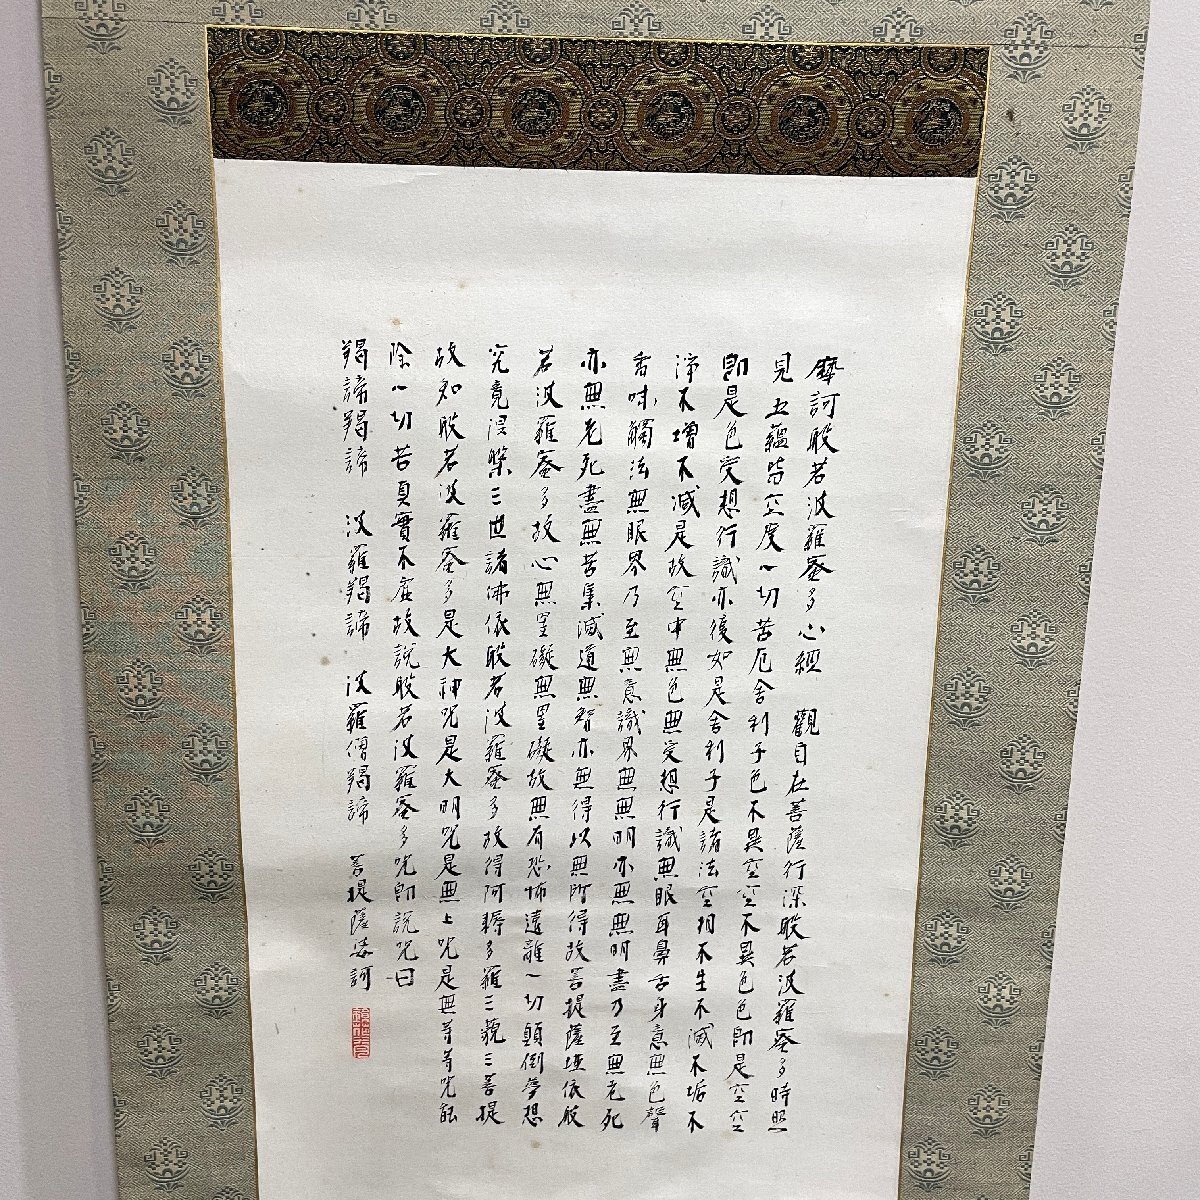 摩訶般若波羅蜜多心經　觀自在菩薩行深般若波羅蜜多時照
見五蘊皆空度一切苦厄舍利子色不異空空不異色色即是空空
即是色受想行識亦復如是舍利子是諸法空相不生不滅不垢不
淨不增不減是故空中無色無受想行識無眼耳鼻舌身意無色聲
香味觸法無眼界乃至無意識界無無明亦無無明盡乃至無老死
亦無老死盡無苦集滅道無智亦無得以無所得故菩提薩埵依般
若波羅蜜多故心無罣礙無罣礙故無有恐怖遠離一切顛倒夢想
究竟涅槃三世諸佛依般若波羅蜜多故得阿耨多羅三藐三菩提
故知般若波羅蜜多是大神咒是大明咒是無上咒是無等等咒能
除一切苦真實不虛故說般若波羅蜜多咒即說咒曰
羯諦羯諦　波羅羯諦　波羅僧羯諦　菩提薩婆訶